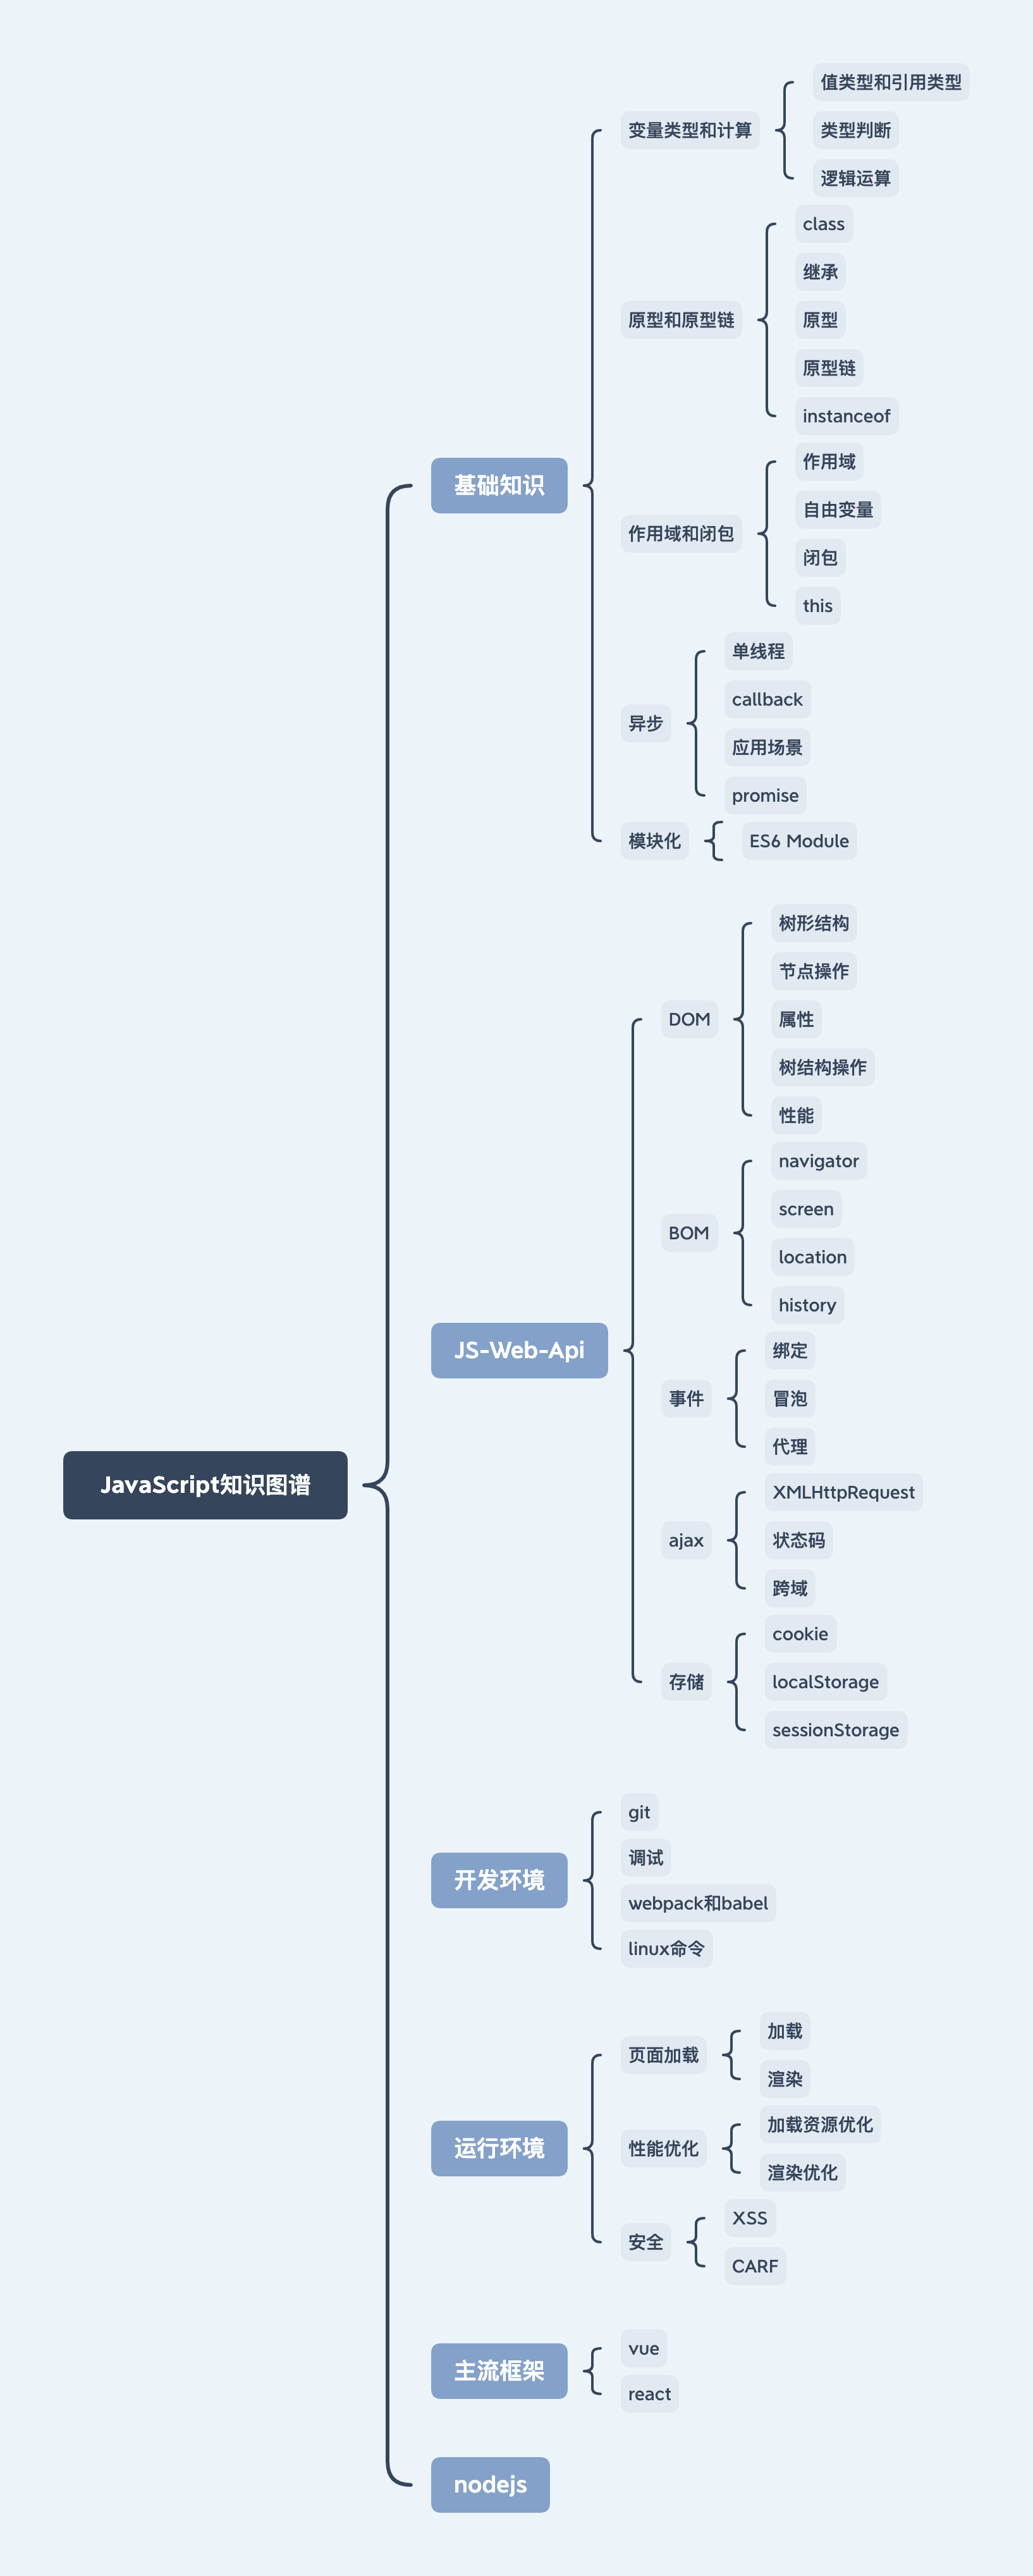 JavaScript知识图谱
基础知识
变量类型和计算
值类型和引用类型
类型判断
逻辑运算
原型和原型链
class
继承
原型
原型链
instanceof
作用域和闭包
作用域
自由变量
闭包
this
异步
单线程
callback
应用场景
promise
模块化
ES6 Module
JS-Web-Api
DOM
树形结构
节点操作
属性
树结构操作
性能
BOM
navigator
screen
location
history
事件
绑定
冒泡
代理
ajax
XMLHttpRequest
状态码
跨域
存储
cookie
localStorage
sessionStorage
开发环境
git
调试
webpack和babel
linux命令
运行环境
页面加载
加载
渲染
性能优化
加载资源优化
渲染优化
安全
XSS
CARF
主流框架
vue
react
nodejs